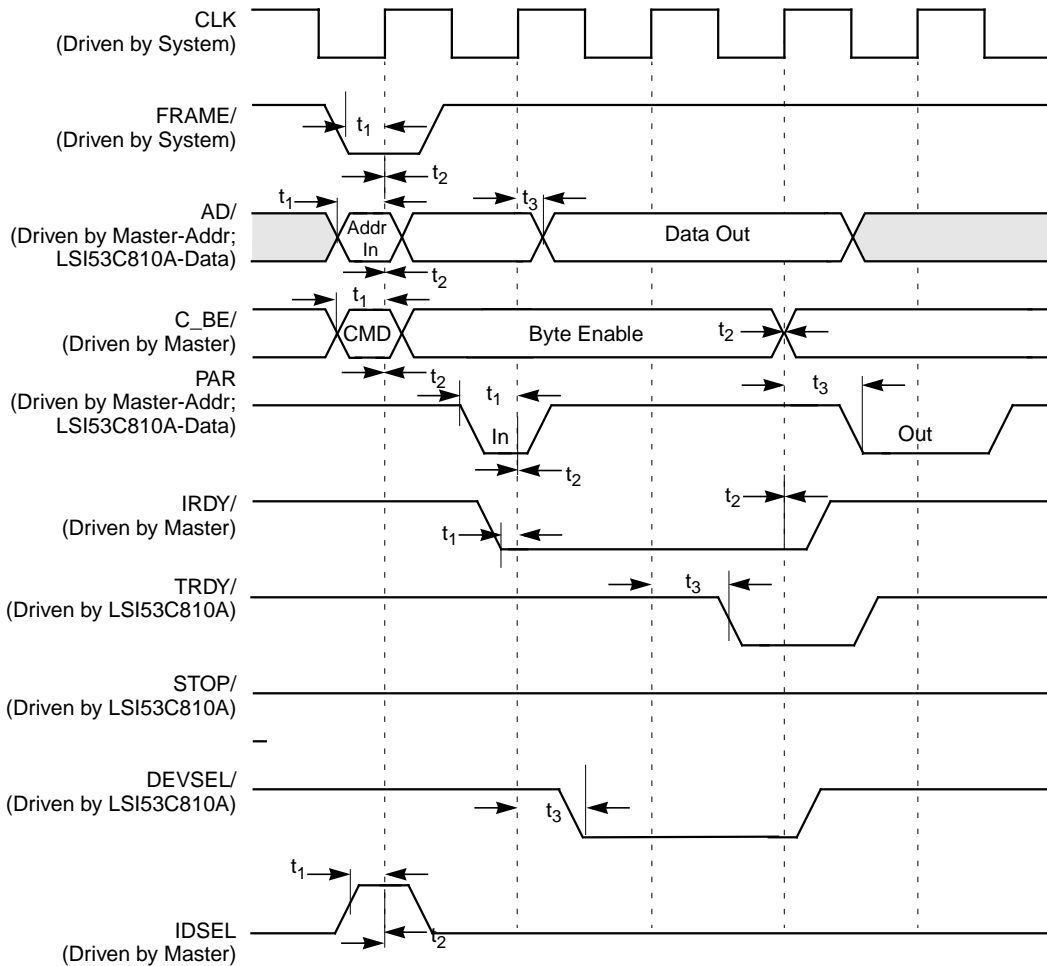 CLK
(Driven by System)
FRAME/
(Driven by System)
t1
t2
t1
t3
AD/
(Driven by Master-Addr;
LSI53C810A-Data)
Addr
In
Data Out
t2
t1
C_BE/
(Driven by Master)
CMD
Byte Enable
t2
t2
PAR
(Driven by Master-Addr;
LSI53C810A-Data)
t1
t3
In
Out
t2
IRDY/
(Driven by Master)
t2
t1
TRDY/
(Driven by LSI53C810A)
t3
STOP/
(Driven by LSI53C810A)
DEVSEL/
(Driven by LSI53C810A)
t3
t1
IDSEL
(Driven by Master)
t2